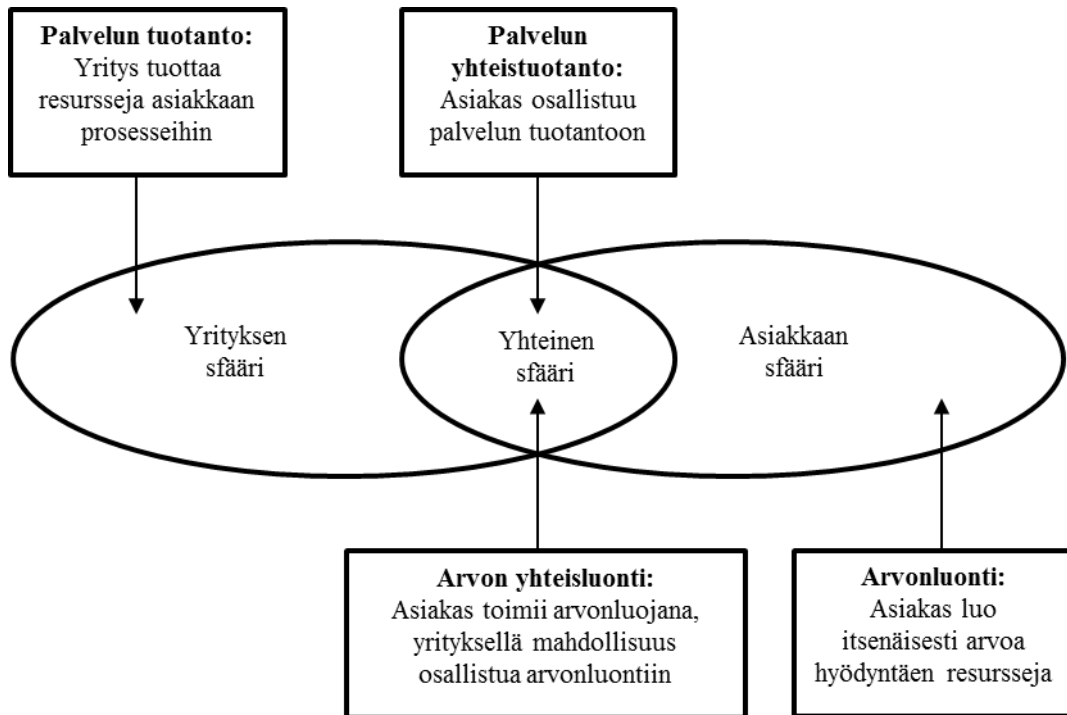 Palvelun tuotanto:
Yritys tuottaa
resursseja asiakkaan
prosesseihin
Palvelun
yhteistuotanto:
Asiakas osallistuu
palvelun tuotantoon
Yrityksen
sfääri
Yhteinen
sfääri
Asiakkaan
sfääri
Arvon yhteisluonti:
Asiakas toimii arvonluojana,
yrityksellä mahdollisuus
osallistua arvonluontiin
Arvonluonti:
Asiakas luo
itsenäisesti arvoa
hyödyntäen resursseja